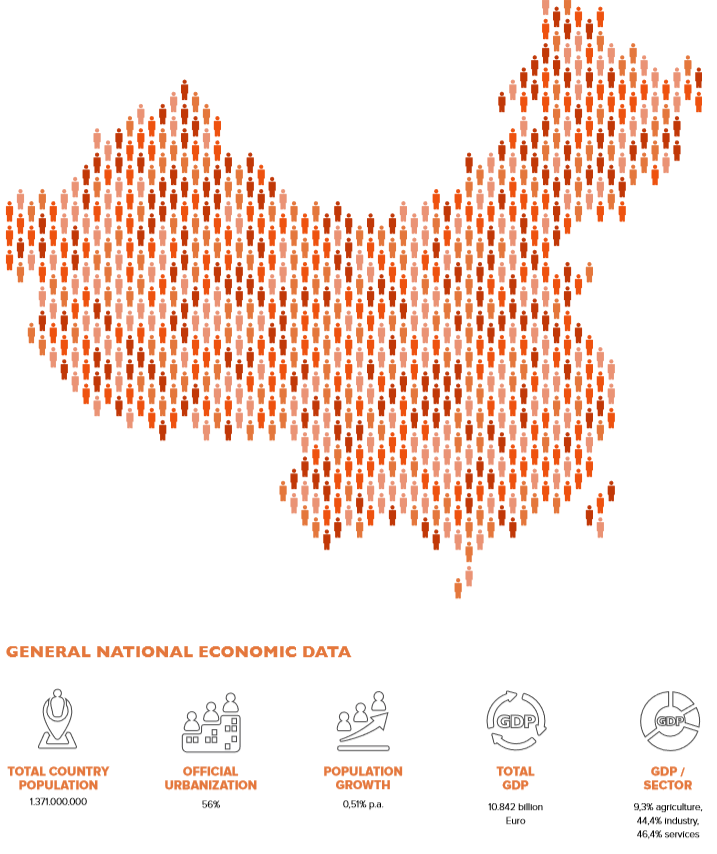 GENERAL NATIONAL ECONOMIC DATA
GDP
GDP
TOTAL COUNTRY
POPULATION
1.371.000.000
OFFICIAL
URBANIZATION
56%
POPULATION
GROWTH
0,51% p.a.
TOTAL
GDP
10.842 billion
Euro
GDP /
SECTOR
9,3% agriculture,
44,4% industry,
46,4% services